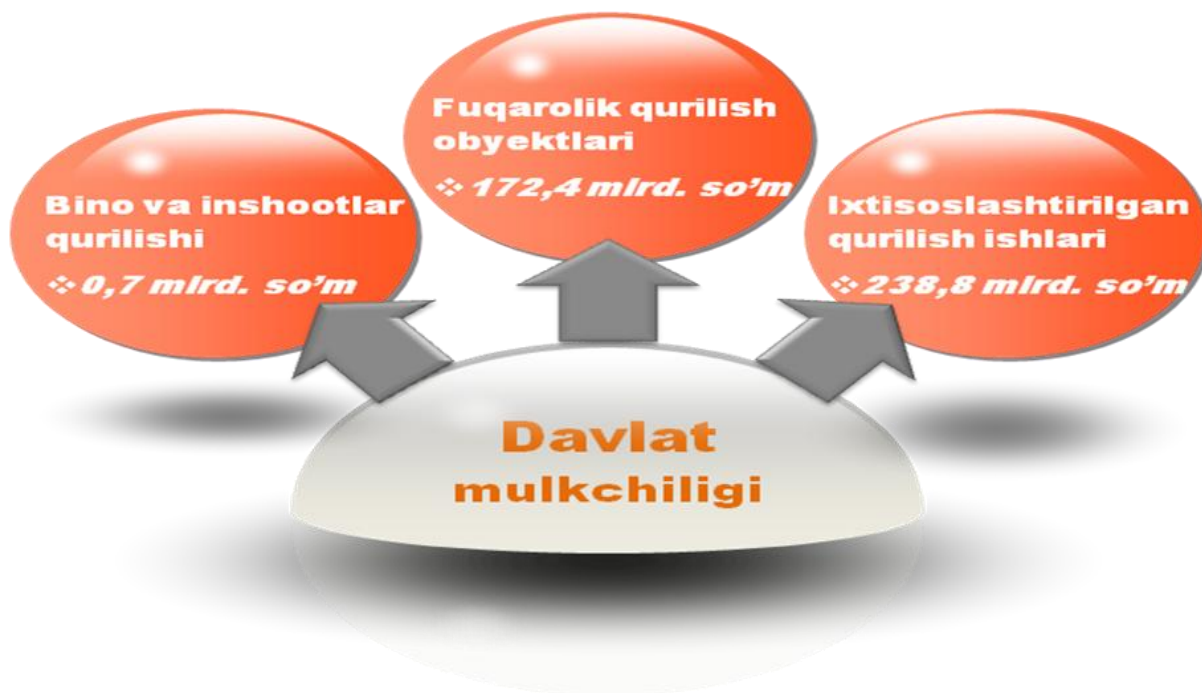 Fuqarolik qurilish
obyektlari
❖ 172,4 mlrd. so’m
Bino va inshootlar
qurilishi
❖ 0,7 mlrd. so’m
Ixtisoslashtirilgan
qurilish ishlari
❖ 238,8 mlrd. so’m
Davlat
mulkchiligi